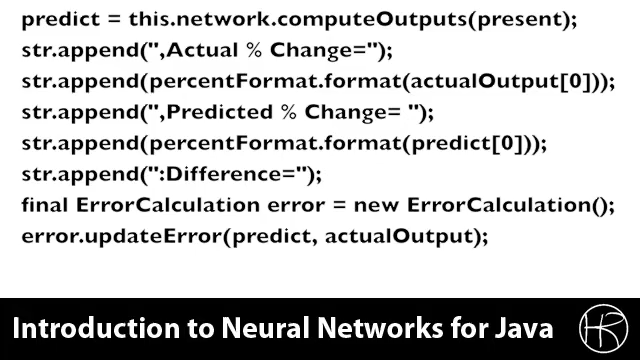 predict = this.network.computeOutputs(present);
str.append(",Actual % Change=");
str.append(percentFormat.format(actualOutput[0]));
str.append(",Predicted % Change= ");
str.append(percentFormat.format(predict[0]));
str.append(":Difference=");
final ErrorCalculation error = new ErrorCalculation();
error.updateError(predict, actualOutput);
Introduction to Neural Networks for Java